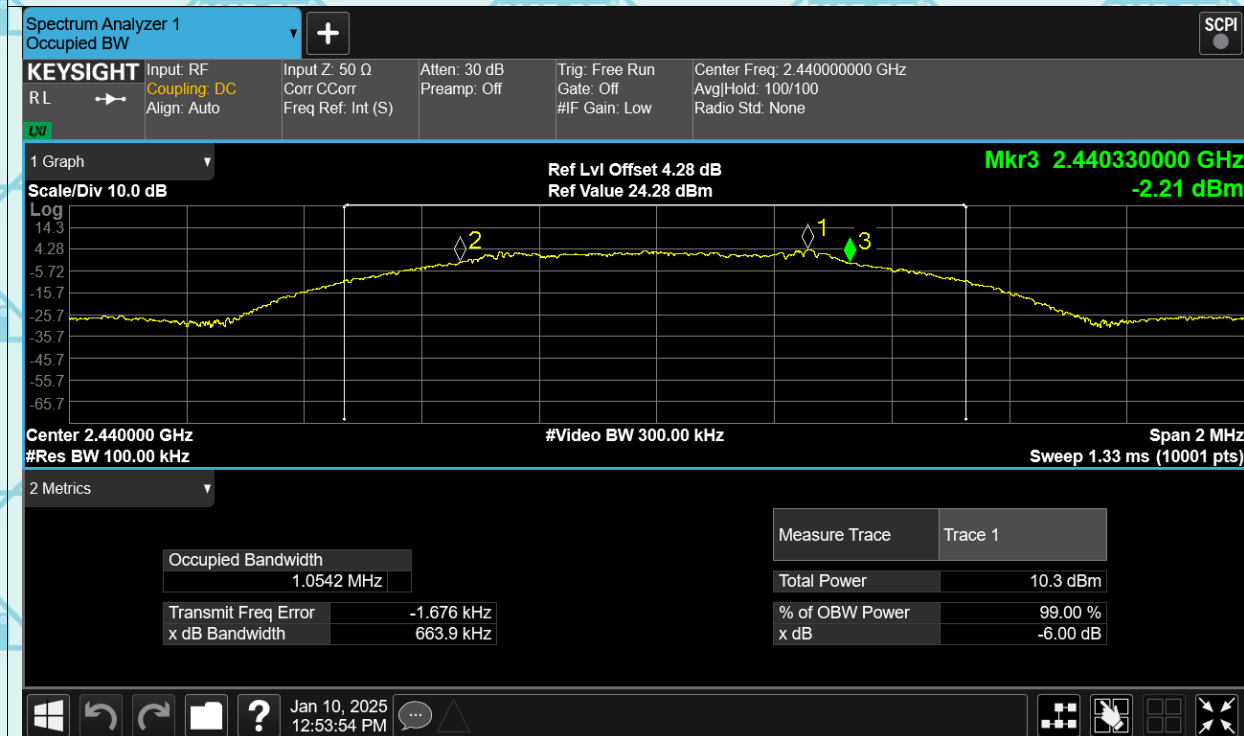 Spectrum Analyzer 1
Occupied BW
+
SCPI
KEYSIGHT
R L
LXI
Input: RF
Coupling: DC
Align: Auto
Input Z: 50 Ω
Corr CCorr
Freq Ref: Int (S)
Atten: 30 dB
Preamp: Off
Trig: Free Run
Gate: Off
#IF Gain: Low
Center Freq: 2.440000000 GHz
Avg|Hold: 100/100
Radio Std: None
1 Graph
Scale/Div 10.0 dB
Ref Lvl Offset 4.28 dB
Ref Value 24.28 dBm
Mkr3 2.440330000 GHz
-2.21 dBm
Log
14.3
4.28
-5.72
-15.7
-25.7
-35.7
-45.7
-55.7
-65.7
2
1
3
Center 2.440000 GHz
#Video BW 300.00 kHz
Span 2 MHz
#Res BW 100.00 kHz
Sweep 1.33 ms (10001 pts)
2 Metrics
Occupied Bandwidth
1.0542 MHz
Transmit Freq Error -1.676 kHz
x dB Bandwidth 663.9 kHz
Measure Trace Trace 1
Total Power 10.3 dBm
% of OBW Power 99.00 %
x dB -6.00 dB
?
Jan 10, 2025
12:53:54 PM